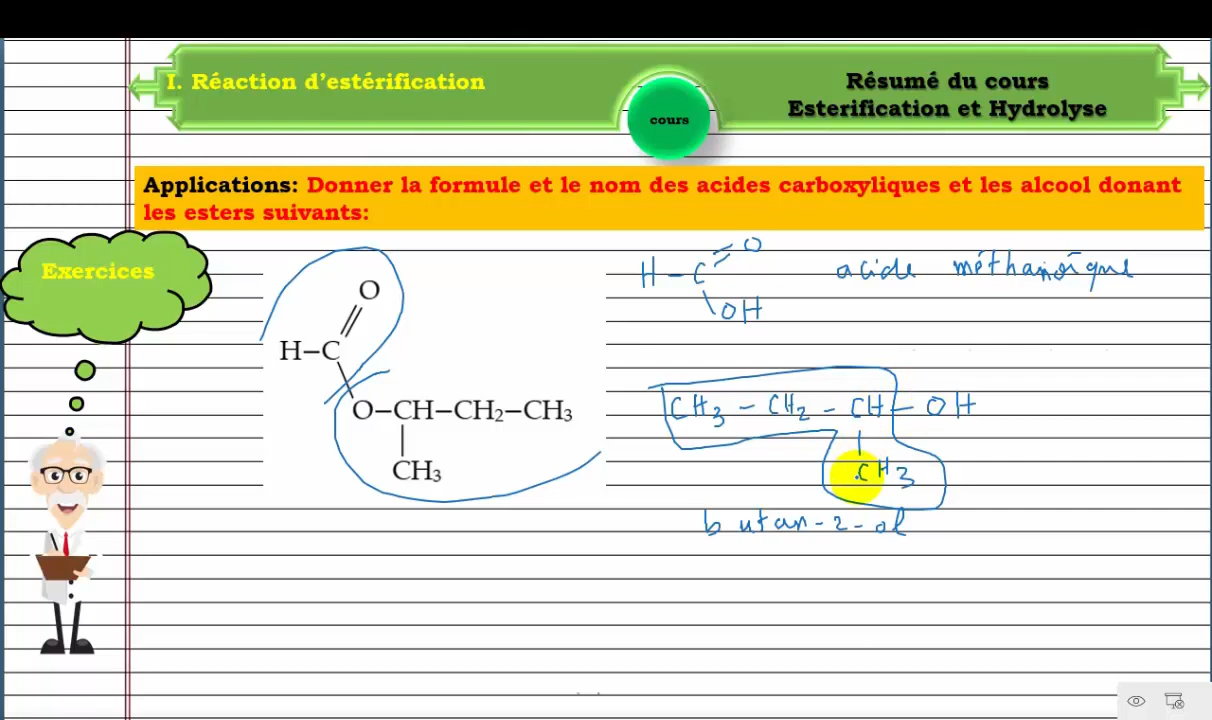 I. Réaction d'estérification
cours
Résumé du cours
Esterification et Hydrolyse
Applications: Donner la formule et le nom des acides carboxyliques et les alcool donant
les esters suivants:
Exercices
O
H–C
O–CH–CH₂–CH₃
CH₃
O
H – C
OH
acide méthanoïque
CH₃ – CH₂ – CH – OH
CH₃
butan-2-ol